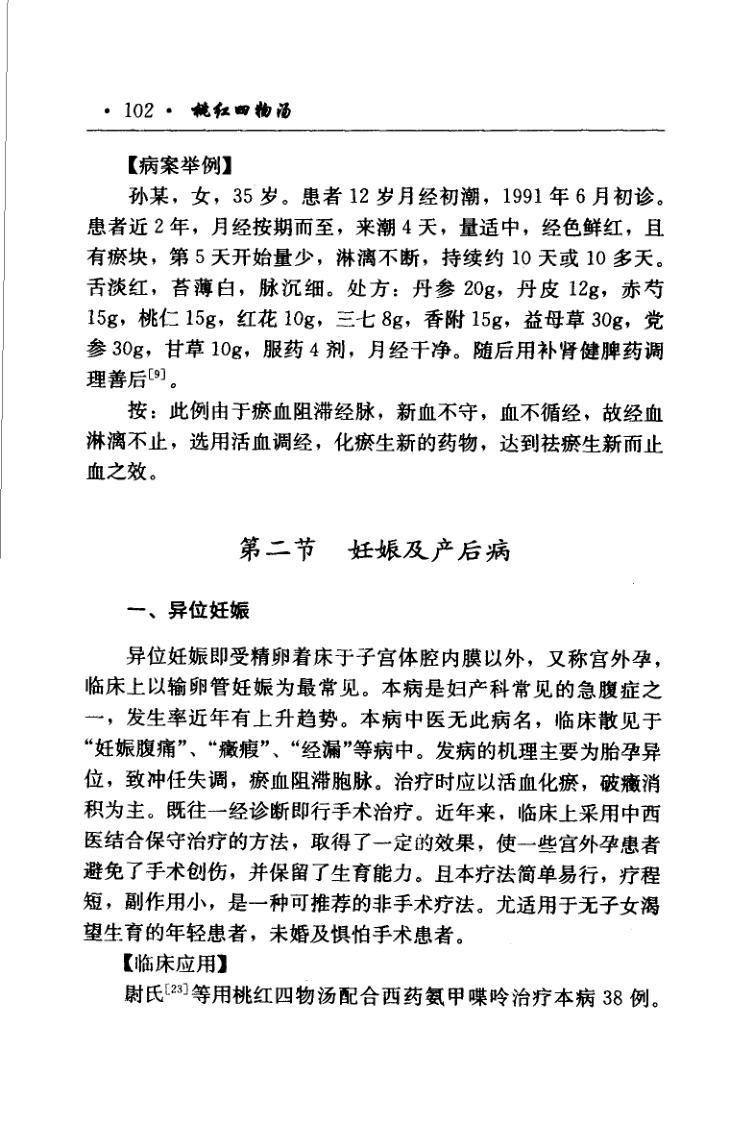 · 102 · 桃红四物汤
【病案举例】
孙某，女，35 岁。患者 12 岁月经初潮，1991 年 6 月初诊。
患者近 2 年，月经按期而至，来潮 4 天，量适中，经色鲜红，且
有瘀块，第 5 天开始量少，淋漓不断，持续约 10 天或 10 多天。
舌淡红，苔薄白，脉沉细。处方：丹参 20g，丹皮 12g，赤芍
15g，桃仁 15g，红花 10g，三七 8g，香附 15g，益母草 30g，党
参 30g，甘草 10g，服药 4 剂，月经干净。随后用补肾健脾药调
理善后[9]。
按：此例由于瘀血阻滞经脉，新血不守，血不循经，故经血
淋漓不止，选用活血调经，化瘀生新的药物，达到祛瘀生新而止
血之效。
第二节 妊娠及产后病
一、异位妊娠
异位妊娠即受精卵着床于子宫体腔内膜以外，又称宫外孕，
临床上以输卵管妊娠为最常见。本病是妇产科常见的急腹症之
一，发生率近年有上升趋势。本病中医无此病名，临床散见于
“妊娠腹痛”、“癥瘕”、“经漏”等病中。发病的机理主要为胎孕异
位，致冲任失调，瘀血阻滞胞脉。治疗时应以活血化瘀，破癥消
积为主。既往一经诊断即行手术治疗。近年来，临床上采用中西
医结合保守治疗的方法，取得了一定的效果，使一些宫外孕患者
避免了手术创伤，并保留了生育能力。且本疗法简单易行，疗程
短，副作用小，是一种可推荐的非手术疗法。尤适用于无子女渴
望生育的年轻患者，未婚及惧怕手术患者。
【临床应用】
尉氏[23]等用桃红四物汤配合西药氨甲喋呤治疗本病 38 例。